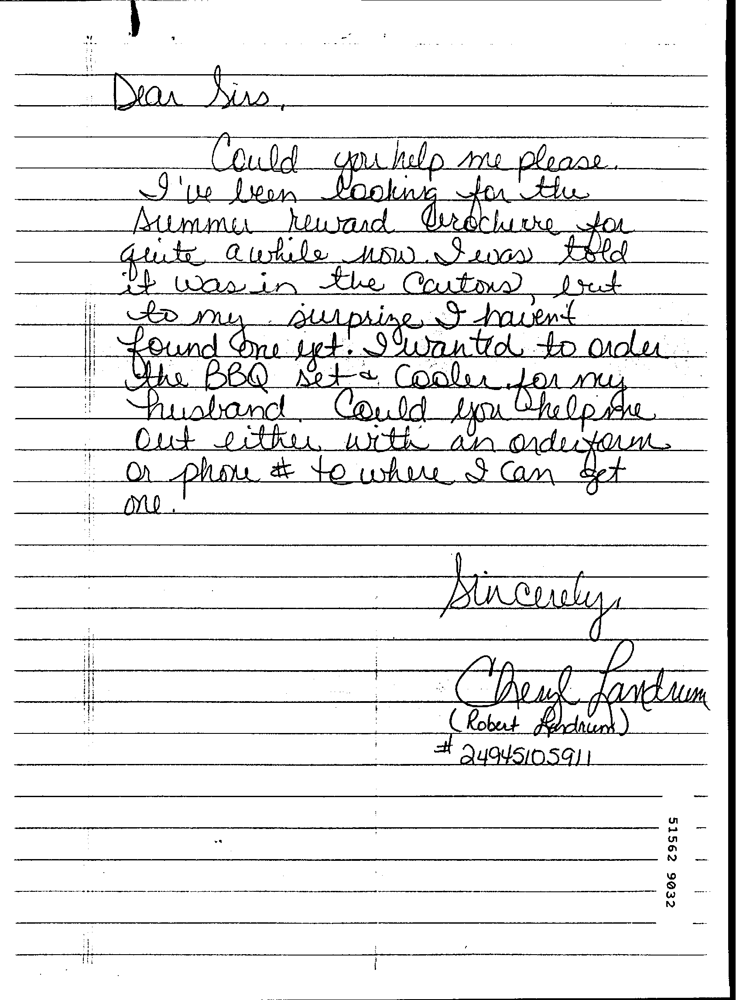 Dear Sirs,
Could you help me please.
I've been looking for the
summer reward brochure for
quite awhile now. I was told
it was in the Cartons, but
to my surprize I haven't
found one yet. I wanted to order
the BBQ set & Cooler for my
husband. Could you help me
out either with an orderform
or phone # to where I can get
one.
Sincerely,
Cheryl Landrum
(Robert Landrum)
# 24945105911
51562 9032